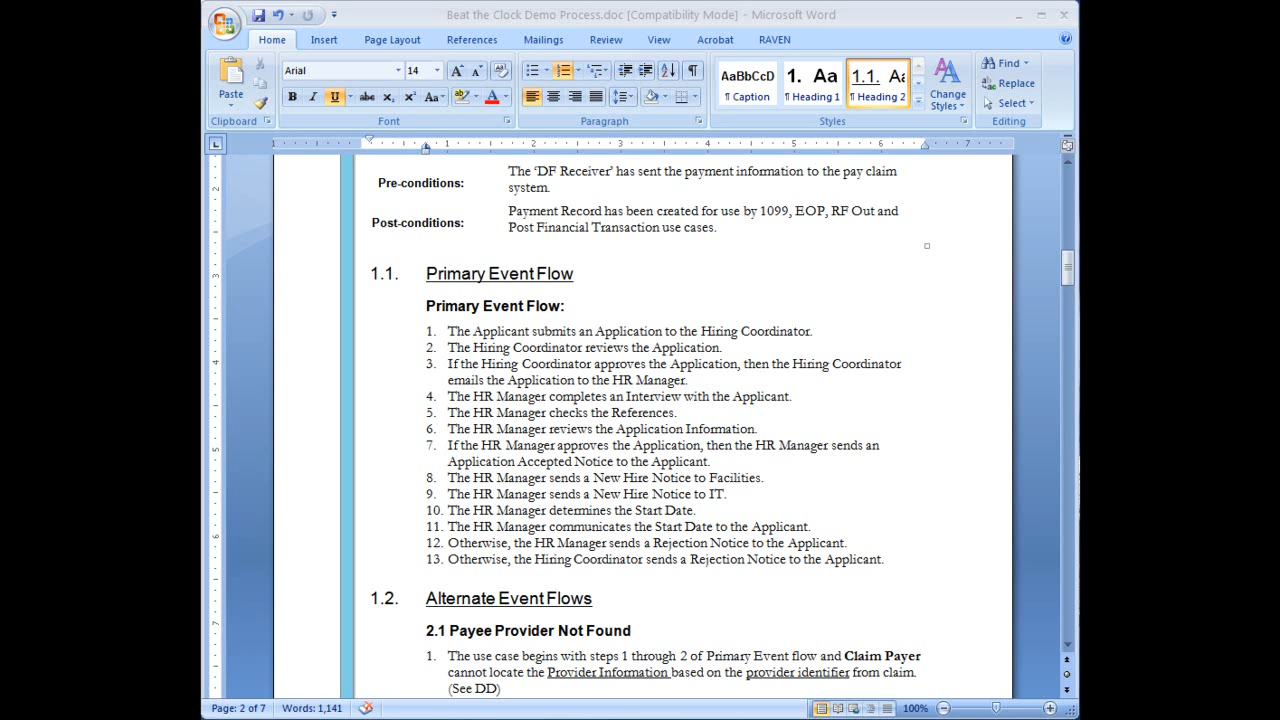 Beat the Clock Demo Process.doc [Compatibility Mode] - Microsoft Word
Home Insert Page Layout References Mailings Review View Acrobat RAVEN
Arial 14
AaBbCcD 1. Aa 1.1. Aa
Paste ¶ Caption ¶ Heading 1 ¶ Heading 2 Change Styles Find Replace Select
Clipboard Font Paragraph Styles Editing
1 1 2 3 4 5 6 7
Pre-conditions:
The ‘DF Receiver’ has sent the payment information to the pay claim
system.
Post-conditions:
Payment Record has been created for use by 1099, EOP, RF Out and
Post Financial Transaction use cases.
1.1. Primary Event Flow
Primary Event Flow:
1. The Applicant submits an Application to the Hiring Coordinator.
2. The Hiring Coordinator reviews the Application.
3. If the Hiring Coordinator approves the Application, then the Hiring Coordinator
emails the Application to the HR Manager.
4. The HR Manager completes an Interview with the Applicant.
5. The HR Manager checks the References.
6. The HR Manager reviews the Application Information.
7. If the HR Manager approves the Application, then the HR Manager sends an
Application Accepted Notice to the Applicant.
8. The HR Manager sends a New Hire Notice to Facilities.
9. The HR Manager sends a New Hire Notice to IT.
10. The HR Manager determines the Start Date.
11. The HR Manager communicates the Start Date to the Applicant.
12. Otherwise, the HR Manager sends a Rejection Notice to the Applicant.
13. Otherwise, the Hiring Coordinator sends a Rejection Notice to the Applicant.
1.2. Alternate Event Flows
2.1 Payee Provider Not Found
1. The use case begins with steps 1 through 2 of Primary Event flow and Claim Payer
cannot locate the Provider Information based on the provider identifier from claim.
(See DD)
Page: 2 of 7 Words: 1,141 100%